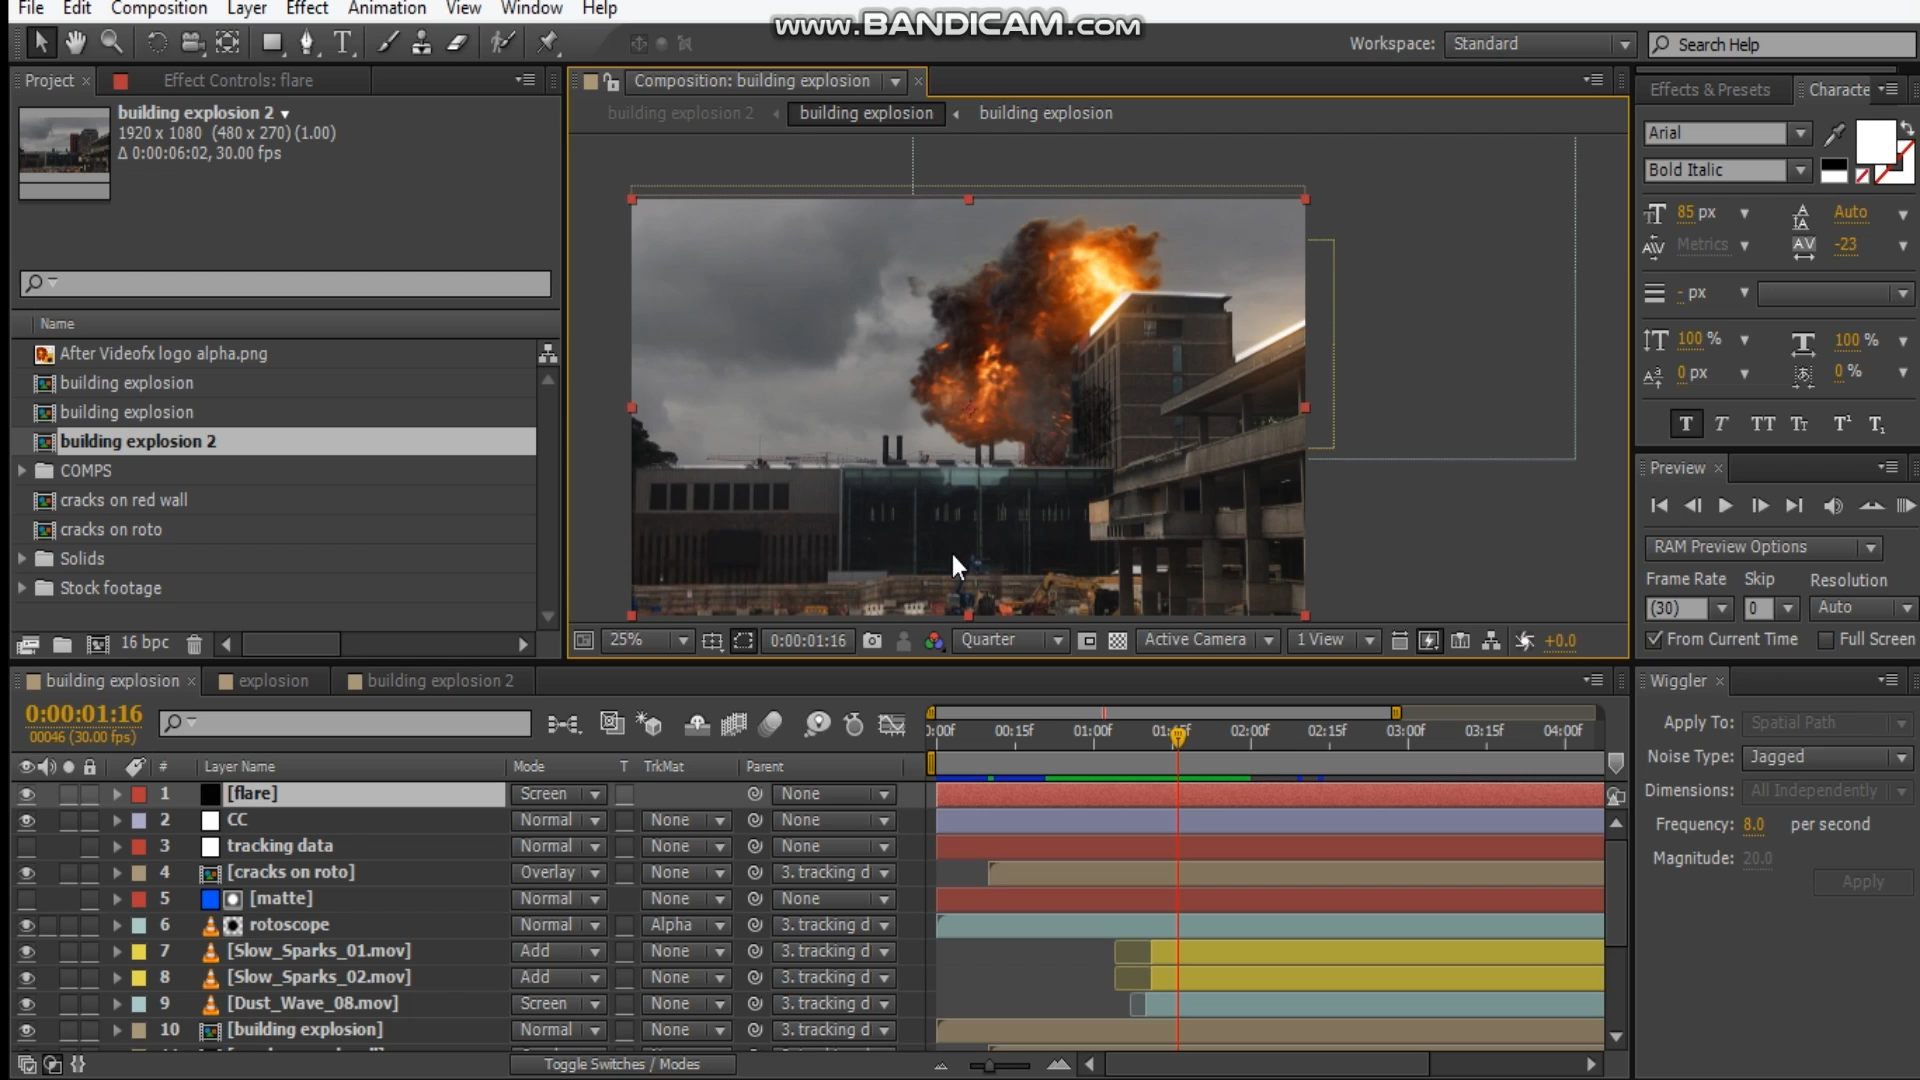 File Edit Composition Layer Effect Animation View Window Help
www.BANDICAM.com
Workspace: Standard Search Help
Project × Effect Controls: flare
building explosion 2
1920 x 1080 (480 x 270) (1.00)
Δ 0:00:06:02, 30.00 fps
Name
After Videofx logo alpha.png
building explosion
building explosion
building explosion 2
COMPS
cracks on red wall
cracks on roto
Solids
Stock footage
16 bpc
Composition: building explosion ×
building explosion 2 building explosion building explosion
25% 0:00:01:16 Quarter Active Camera 1 View +0.0
Effects & Presets Characte
Arial
Bold Italic
85 px Auto
Metrics -23
- px
100 % 100 %
0 px 0 %
T T TT Tt T¹ T₁
Preview ×
RAM Preview Options
Frame Rate Skip Resolution
(30) 0 Auto
From Current Time Full Screen
building explosion × explosion building explosion 2
0:00:01:16
00046 (30.00 fps)
:00f 00:15f 01:00f 02:00f 02:15f 03:00f 03:15f 04:00f
# Layer Name Mode T TrkMat Parent
1 [flare] Screen None
2 CC Normal None None
3 tracking data Normal None None
4 [cracks on roto] Overlay None 3. tracking d
5 [matte] Normal None None
6 rotoscope Normal Alpha 3. tracking d
7 [Slow_Sparks_01.mov] Add None 3. tracking d
8 [Slow_Sparks_02.mov] Add None 3. tracking d
9 [Dust_Wave_08.mov] Screen None 3. tracking d
10 [building explosion] Normal None 3. tracking d
Toggle Switches / Modes
Wiggler ×
Apply To: Spatial Path
Noise Type: Jagged
Dimensions: All Independently
Frequency: 8.0 per second
Magnitude: 20.0
Apply